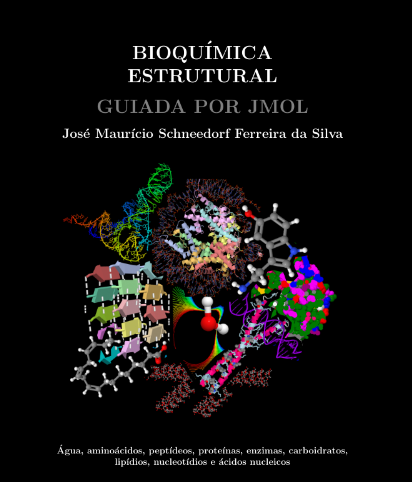 BIOQUÍMICA
ESTRUTURAL
GUIADA POR JMOL
José Maurício Schneedorf Ferreira da Silva
Água, aminoácidos, peptídeos, proteínas, enzimas, carboidratos,
lipídios, nucleotídios e ácidos nucleicos